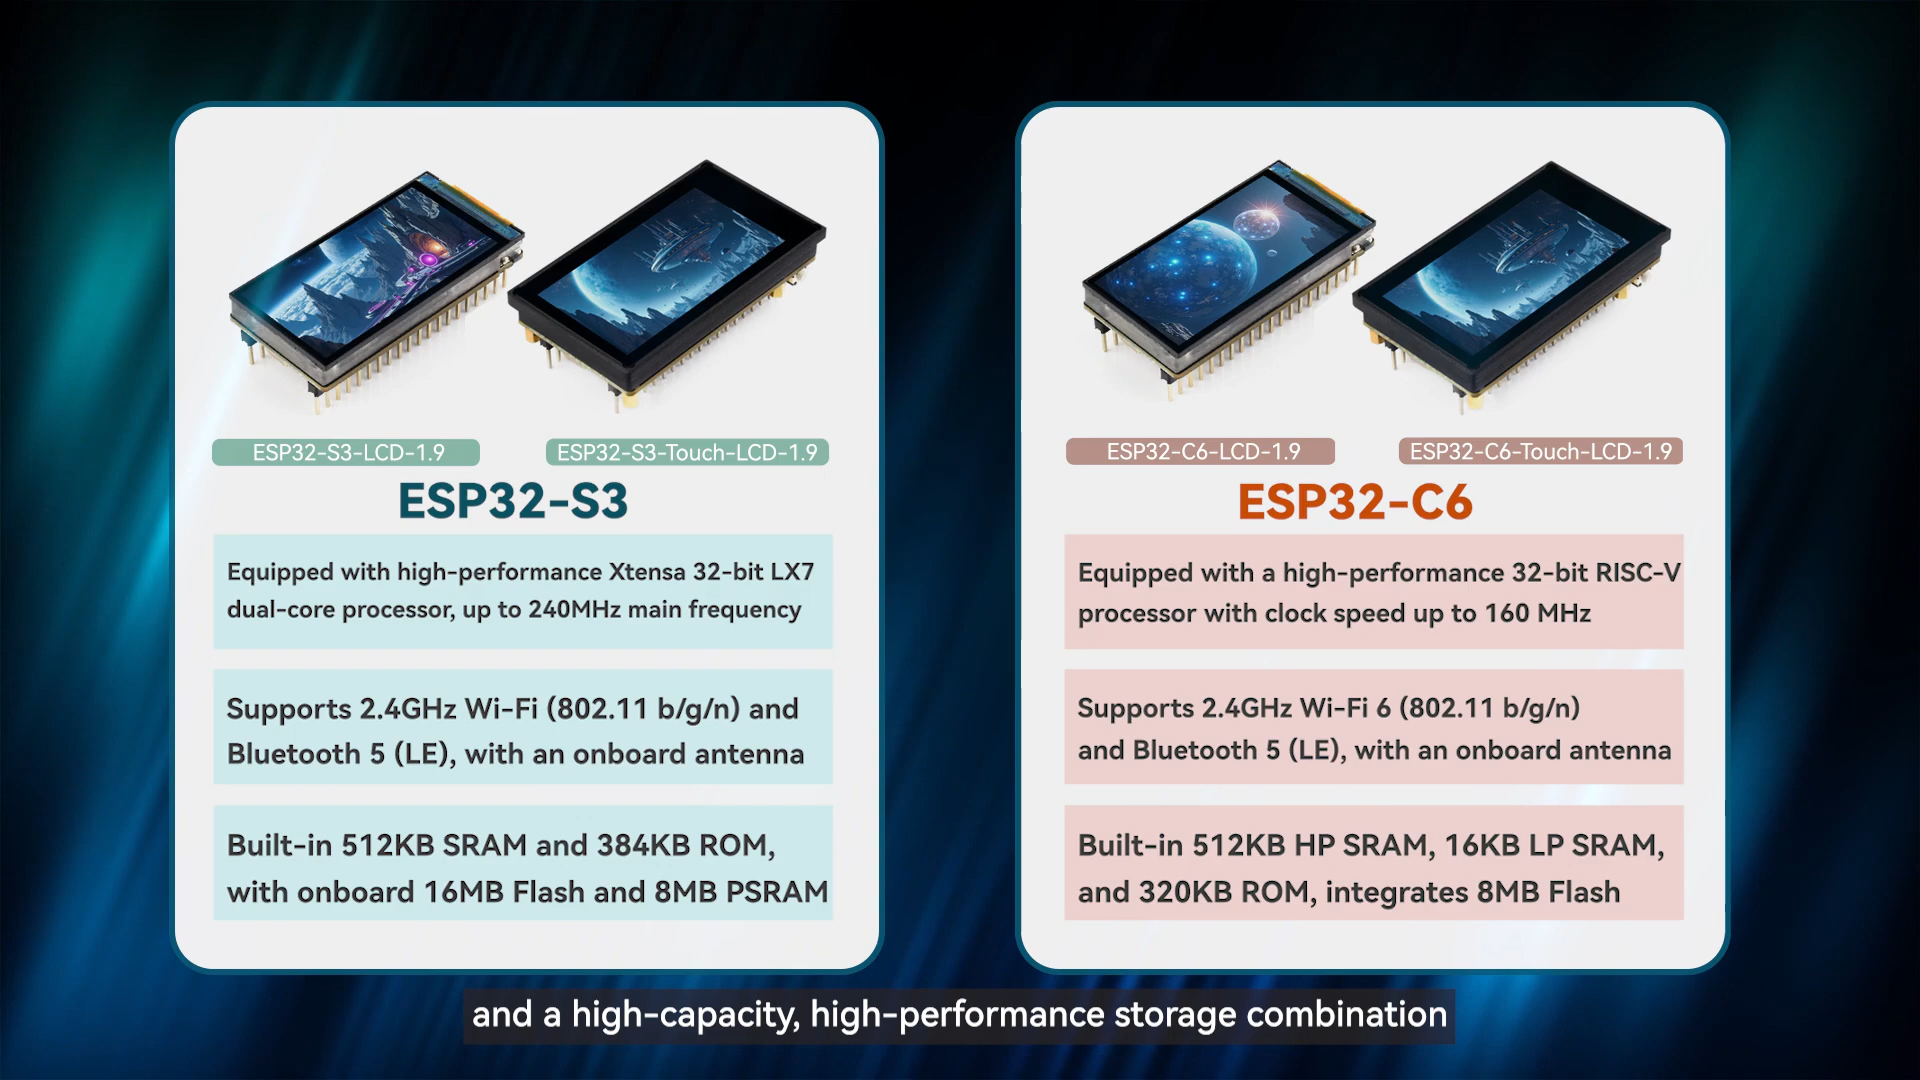 ESP32-S3-LCD-1.9
ESP32-S3-Touch-LCD-1.9
ESP32-S3
Equipped with high-performance Xtensa 32-bit LX7
dual-core processor, up to 240MHz main frequency
Supports 2.4GHz Wi-Fi (802.11 b/g/n) and
Bluetooth 5 (LE), with an onboard antenna
Built-in 512KB SRAM and 384KB ROM,
with onboard 16MB Flash and 8MB PSRAM
ESP32-C6-LCD-1.9
ESP32-C6-Touch-LCD-1.9
ESP32-C6
Equipped with a high-performance 32-bit RISC-V
processor with clock speed up to 160 MHz
Supports 2.4GHz Wi-Fi 6 (802.11 b/g/n)
and Bluetooth 5 (LE), with an onboard antenna
Built-in 512KB HP SRAM, 16KB LP SRAM,
and 320KB ROM, integrates 8MB Flash
and a high-capacity, high-performance storage combination